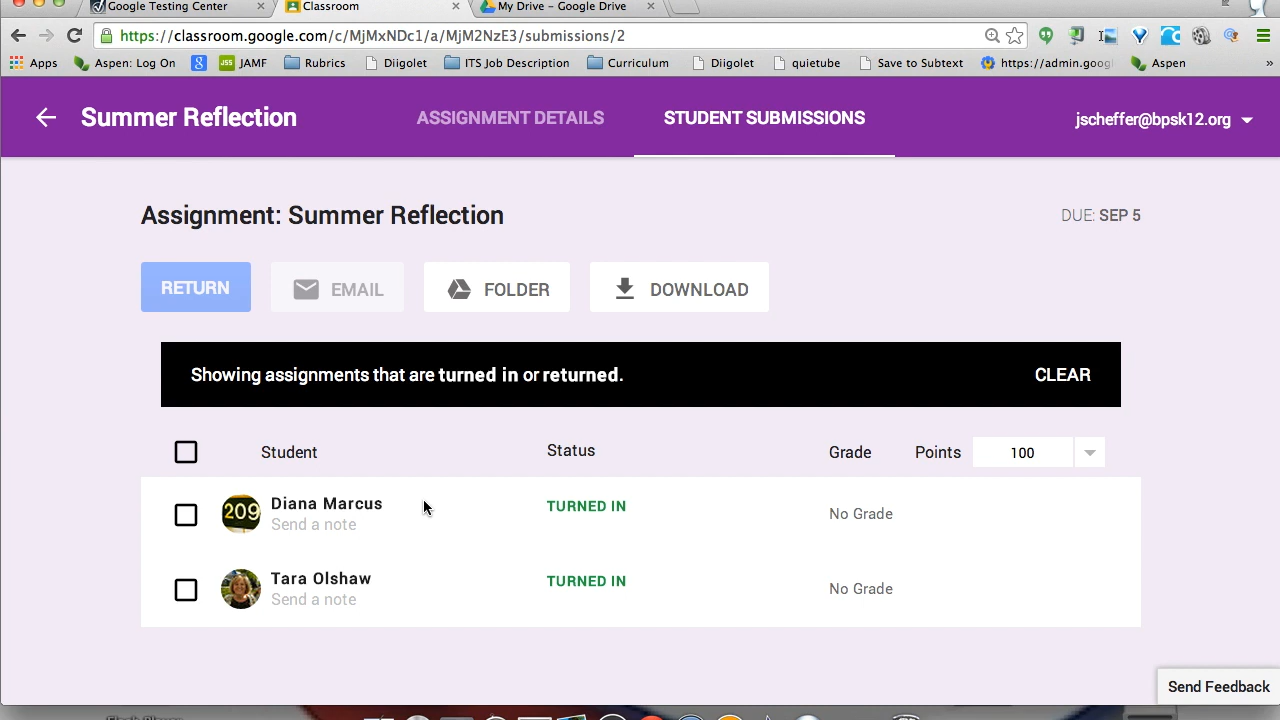 Google Testing Center
Classroom
My Drive – Google Drive
https://classroom.google.com/c/MjMxNDc1/a/MjM2NzE3/submissions/2
Apps
Aspen: Log On
g
JSS
JAMF
Rubrics
Diigolet
ITS Job Description
Curriculum
Diigolet
quietube
Save to Subtext
https://admin.goog
Aspen
»
Summer Reflection
ASSIGNMENT DETAILS
STUDENT SUBMISSIONS
jscheffer@bpsk12.org
Assignment: Summer Reflection
DUE: SEP 5
RETURN
EMAIL
FOLDER
DOWNLOAD
Showing assignments that are turned in or returned.
CLEAR
Student
Status
Grade
Points
100
209
Diana Marcus
Send a note
TURNED IN
No Grade
Tara Olshaw
Send a note
TURNED IN
No Grade
Send Feedback